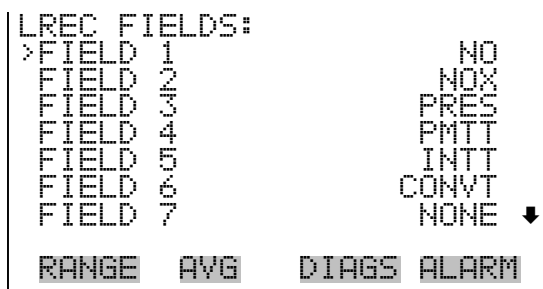 LREC FIELDS:
>FIELD 1 NO
FIELD 2 NOX
FIELD 3 PRES
FIELD 4 PMTT
FIELD 5 INTT
FIELD 6 CONVT
FIELD 7 NONE ⬇
RANGE AVG DIAGS ALARM